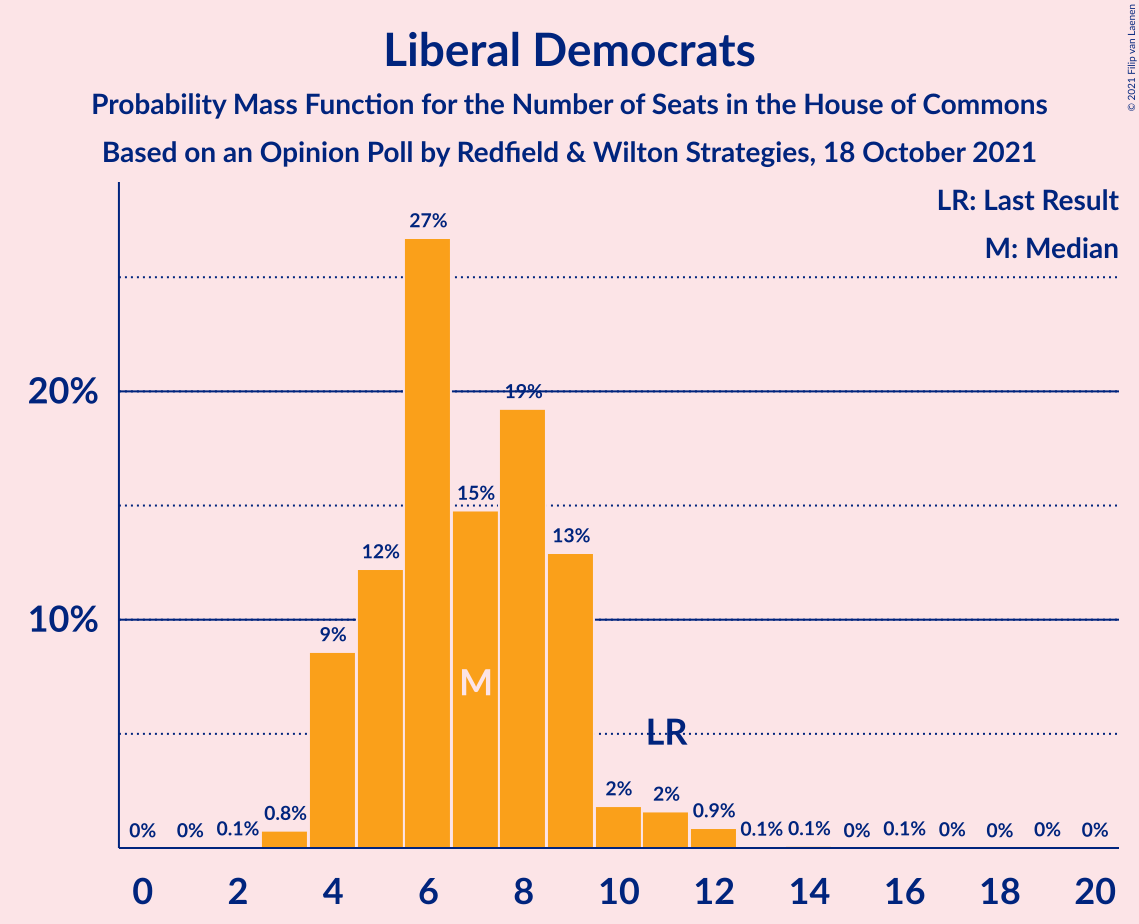 Liberal Democrats
Probability Mass Function for the Number of Seats in the House of Commons
Based on an Opinion Poll by Redfield & Wilton Strategies, 18 October 2021
© 2021 Filip van Laenen
LR: Last Result
M: Median
27%
20%
19%
15%
13%
12%
10%
9%
M
LR
0% 0% 0.1% 0.8% 2% 2% 0.9% 0.1% 0.1% 0% 0.1% 0% 0% 0% 0%
0 2 4 6 8 10 12 14 16 18 20